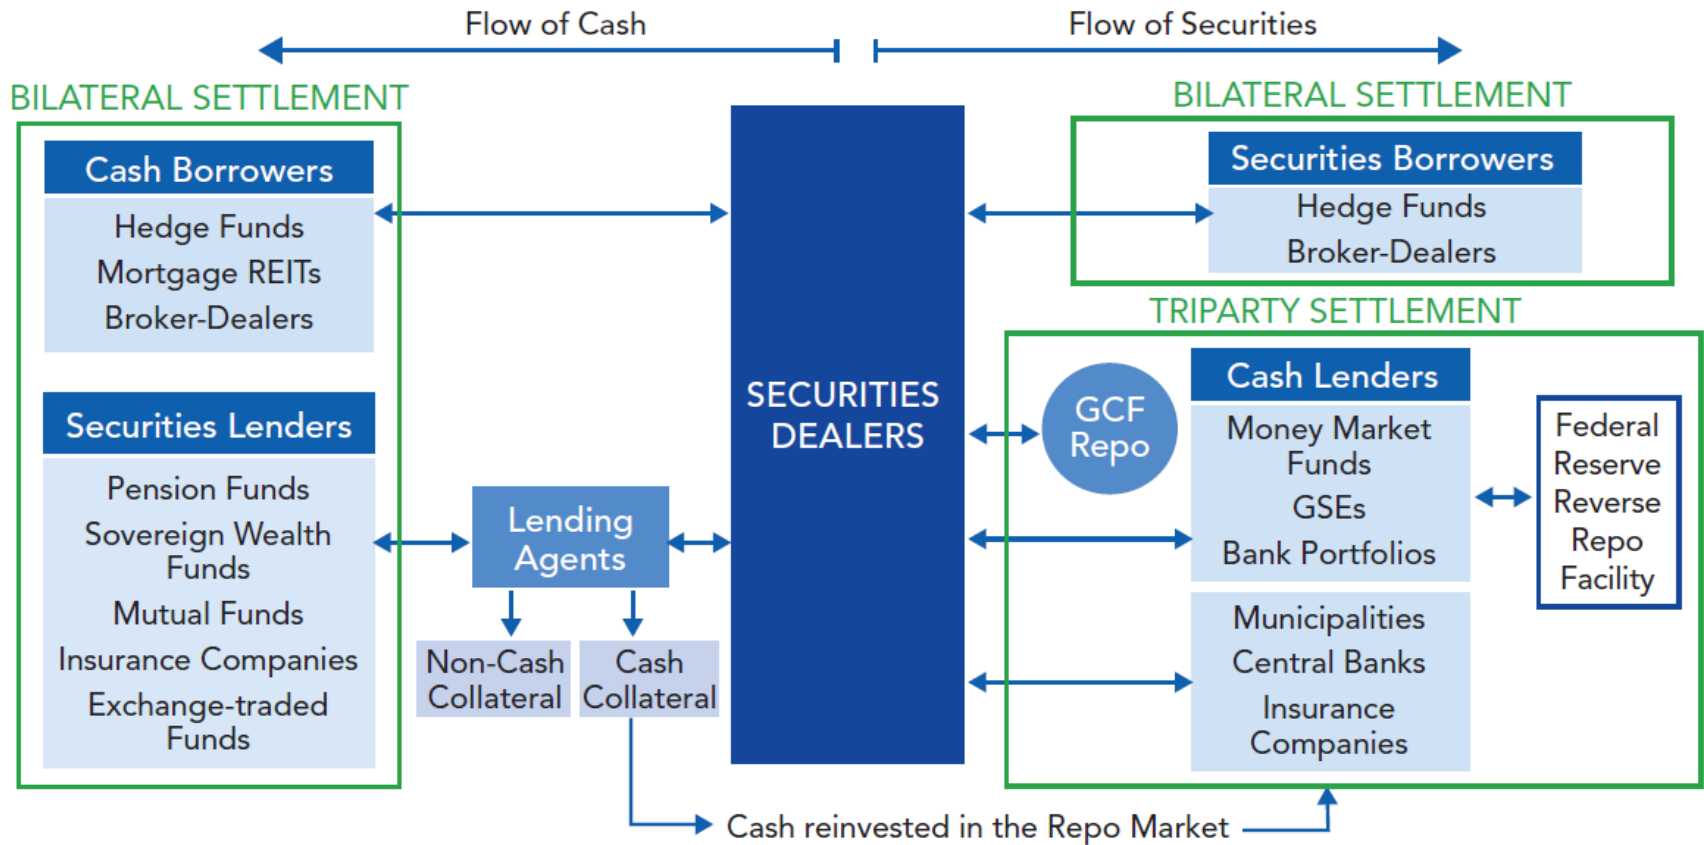 Flow of Cash
Flow of Securities
BILATERAL SETTLEMENT
Cash Borrowers
Hedge Funds
Mortgage REITs
Broker-Dealers
Securities Lenders
Pension Funds
Sovereign Wealth
Funds
Mutual Funds
Insurance Companies
Exchange-traded
Funds
Lending
Agents
Non-Cash
Collateral
Cash
Collateral
SECURITIES
DEALERS
BILATERAL SETTLEMENT
Securities Borrowers
Hedge Funds
Broker-Dealers
TRIPARTY SETTLEMENT
GCF
Repo
Cash Lenders
Money Market
Funds
GSEs
Bank Portfolios
Municipalities
Central Banks
Insurance
Companies
Federal
Reserve
Reverse
Repo
Facility
Cash reinvested in the Repo Market